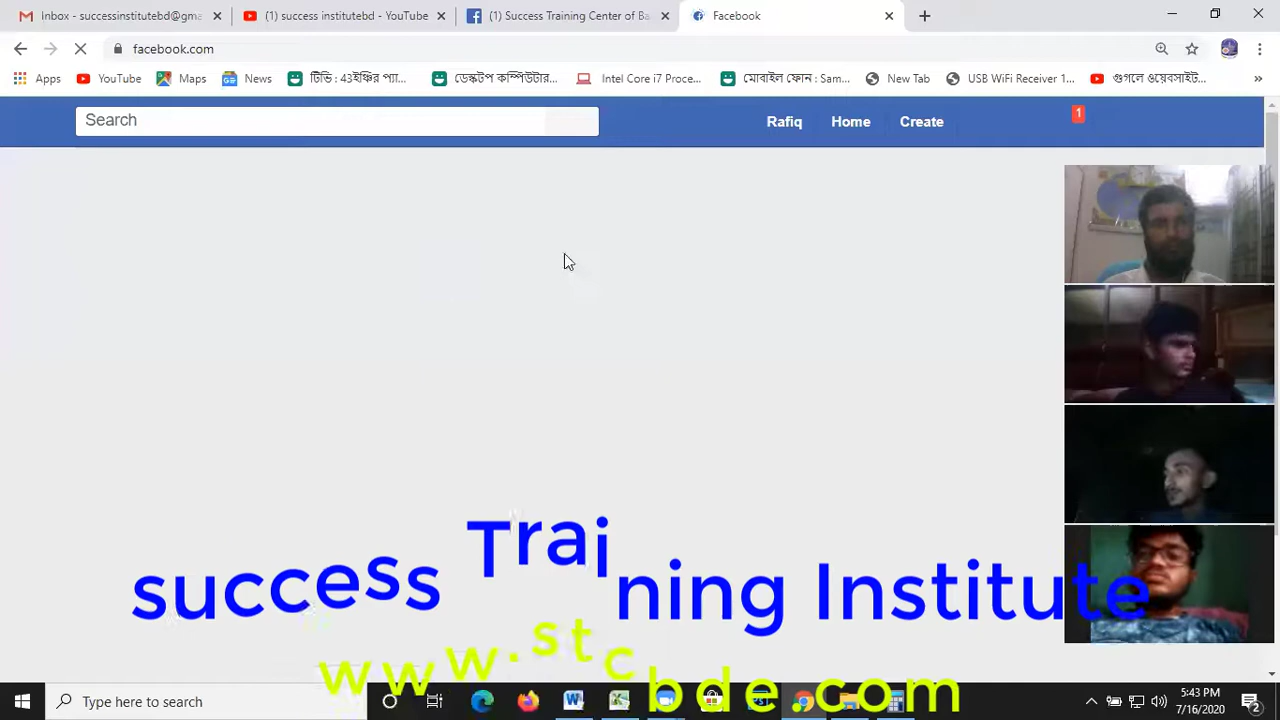 Inbox - successinstitutebd@gma
(1) success institutebd - YouTube
(1) Success Training Center of Ba
Facebook
facebook.com
Apps
YouTube
Maps
News
টিভি : 43ইঞ্চির প্যা...
ডেস্কটপ কম্পিউটার...
Intel Core i7 Proce...
মোবাইল ফোন : Sam...
New Tab
USB WiFi Receiver 1...
গুগলে ওয়েবসাইট...
»
Search
Rafiq
Home
Create
1
success Training Institute
www.stcbde.com
Type here to search
5:43 PM
7/16/2020
2